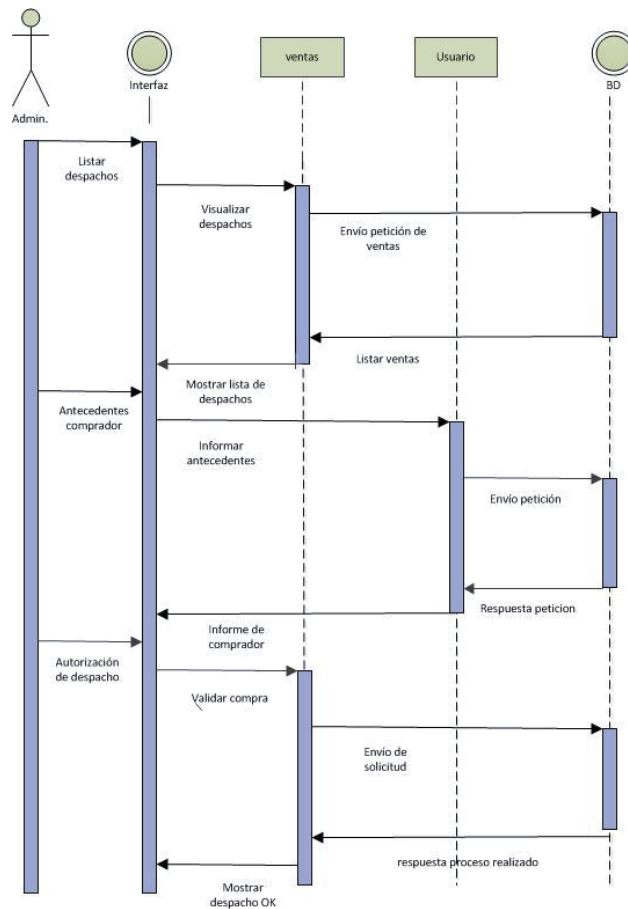 Admin.
Interfaz
ventas
Usuario
BD
Listar
despachos
Visualizar
despachos
Envío petición de
ventas
Listar ventas
Mostrar lista de
despachos
Antecedentes
comprador
Informar
antecedentes
Envío petición
Respuesta peticion
Informe de
comprador
Autorización
de despacho
Validar compra
Envío de
solicitud
respuesta proceso realizado
Mostrar
despacho OK